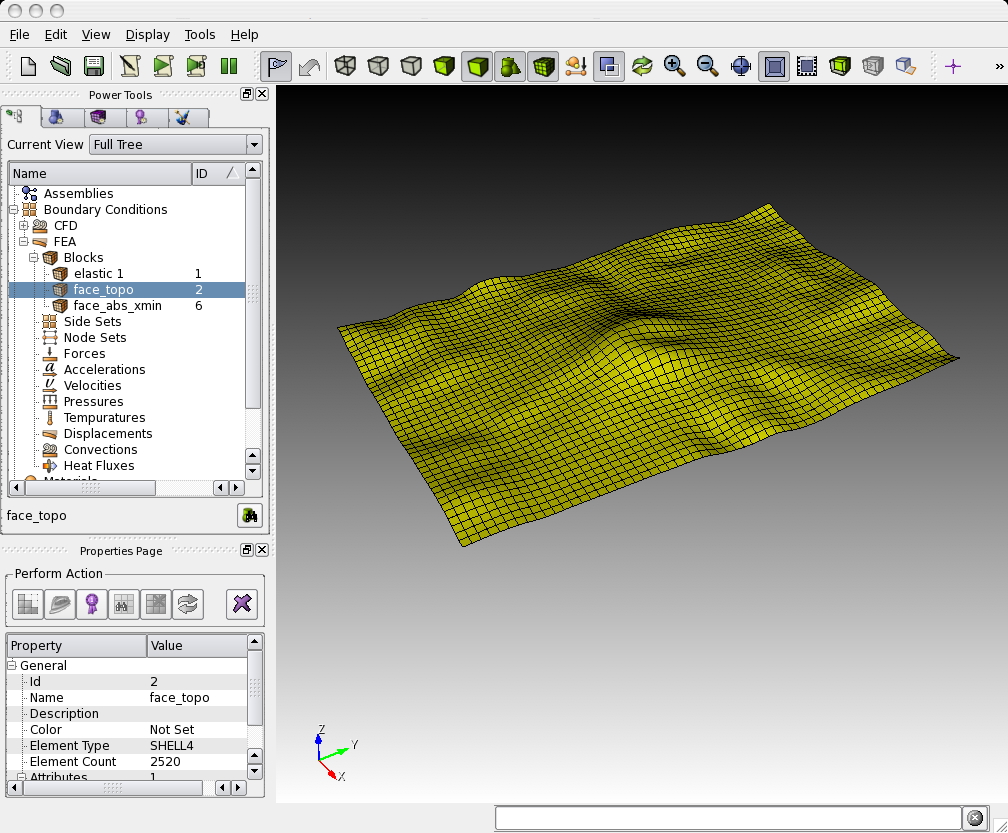 File Edit View Display Tools Help
»
Power Tools
Current View Full Tree
Name ID
Assemblies
Boundary Conditions
CFD
FEA
Blocks
elastic 1 1
face_topo 2
face_abs_xmin 6
Side Sets
Node Sets
Forces
Accelerations
Velocities
Pressures
Tempuratures
Displacements
Convections
Heat Fluxes
Materials
face_topo
Properties Page
Perform Action
Property Value
General
Id 2
Name face_topo
Description
Color Not Set
Element Type SHELL4
Element Count 2520
Attributes 1
Z
Y
X